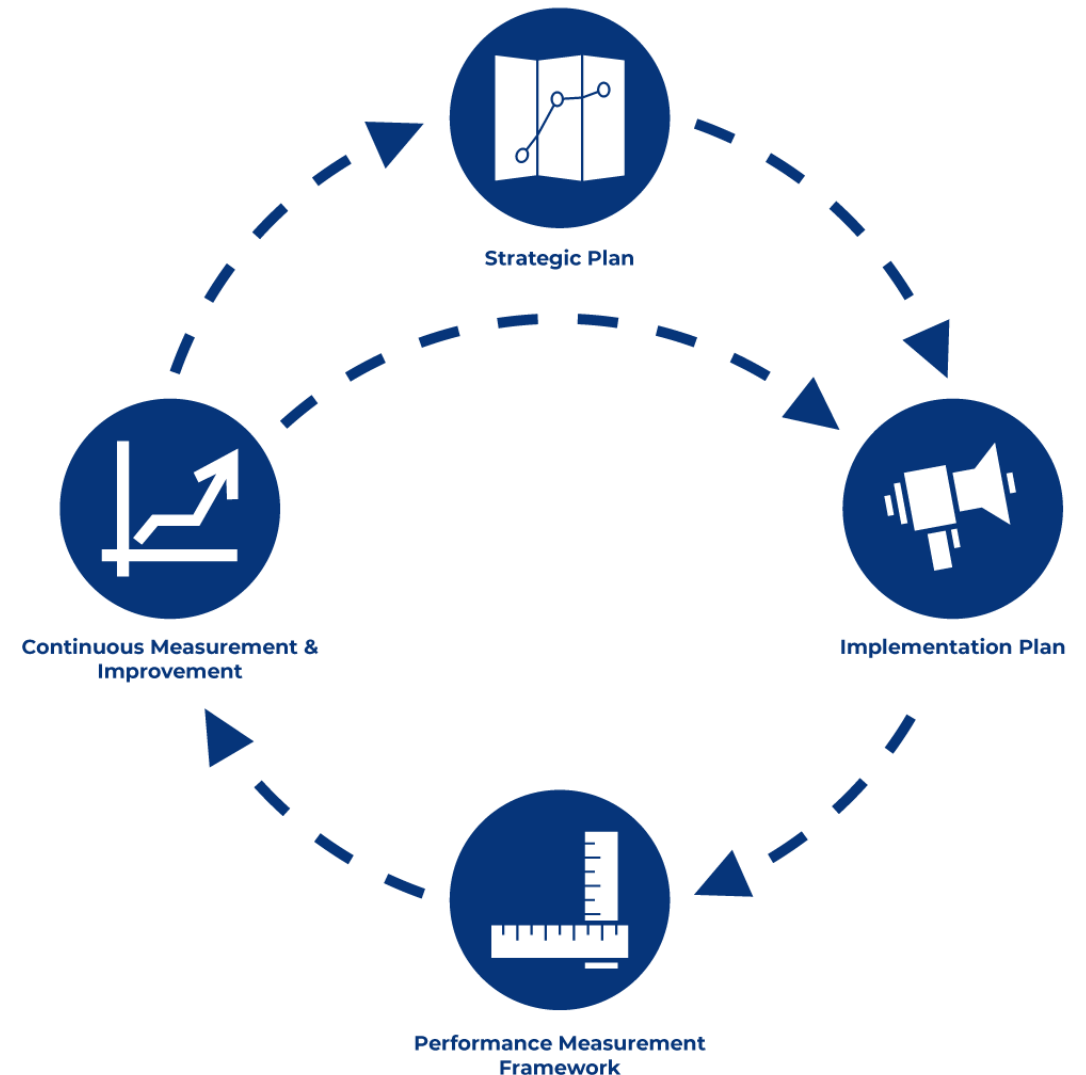 Strategic Plan
Continuous Measurement &
Improvement
Implementation Plan
Performance Measurement
Framework